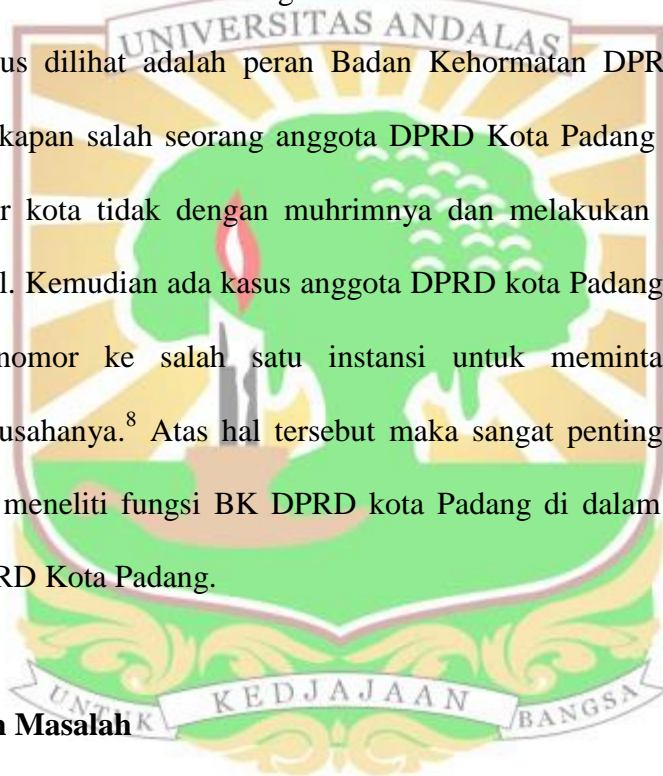 UNIVERSITAS ANDALAS
us dilihat adalah peran Badan Kehormatan DPR
kapan salah seorang anggota DPRD Kota Padang
r kota tidak dengan muhrimnya dan melakukan
l. Kemudian ada kasus anggota DPRD kota Padang
nomor ke salah satu instansi untuk meminta
usahanya.8 Atas hal tersebut maka sangat penting
meneliti fungsi BK DPRD kota Padang di dalam
RD Kota Padang.
UNTUK KEDJAJAAN BANGSA
n Masalah